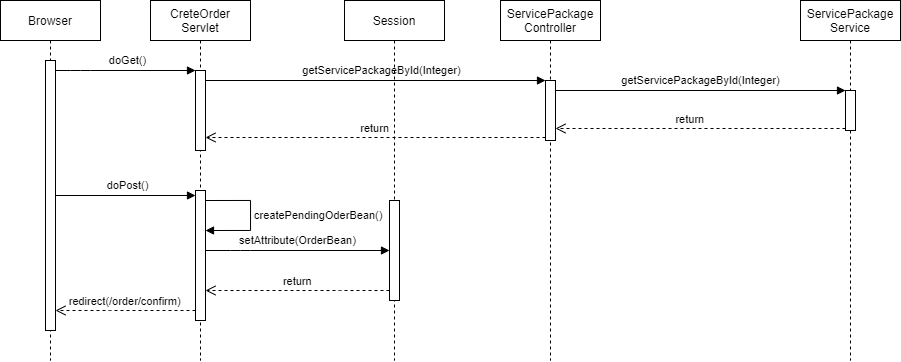 Browser
CreteOrder
Servlet
Session
ServicePackage
Controller
ServicePackage
Service
doGet()
getServicePackageById(Integer)
getServicePackageById(Integer)
return
return
doPost()
createPendingOderBean()
setAttribute(OrderBean)
return
redirect(/order/confirm)